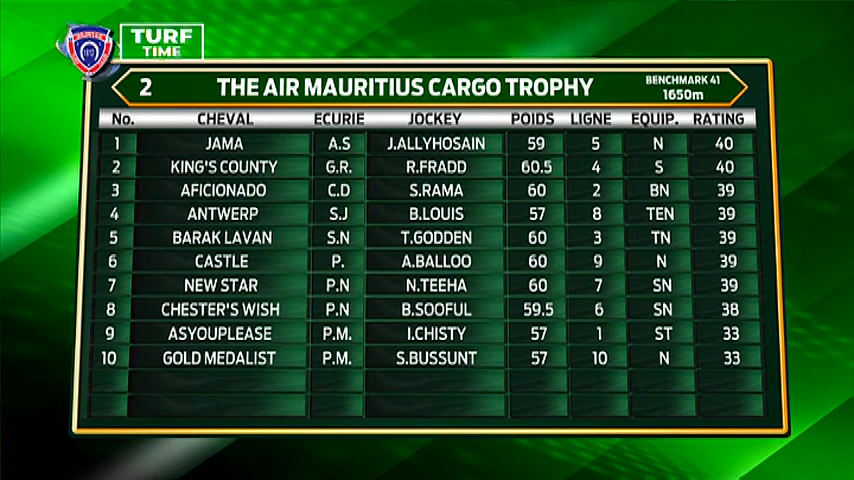 TURF
TIME
2 THE AIR MAURITIUS CARGO TROPHY BENCHMARK 41
1650m
No. CHEVAL ECURIE JOCKEY POIDS LIGNE EQUIP. RATING
1 JAMA A.S J.ALLYHOSAIN 59 5 N 40
2 KING'S COUNTY G.R. R.FRADD 60.5 4 S 40
3 AFICIONADO C.D S.RAMA 60 2 BN 39
4 ANTWERP S.J B.LOUIS 57 8 TEN 39
5 BARAK LAVAN S.N T.GODDEN 60 3 TN 39
6 CASTLE P. A.BALLOO 60 9 N 39
7 NEW STAR P.N N.TEEHA 60 7 SN 39
8 CHESTER'S WISH P.N B.SOOFUL 59.5 6 SN 38
9 ASYOUPLEASE P.M. I.CHISTY 57 1 ST 33
10 GOLD MEDALIST P.M. S.BUSSUNT 57 10 N 33